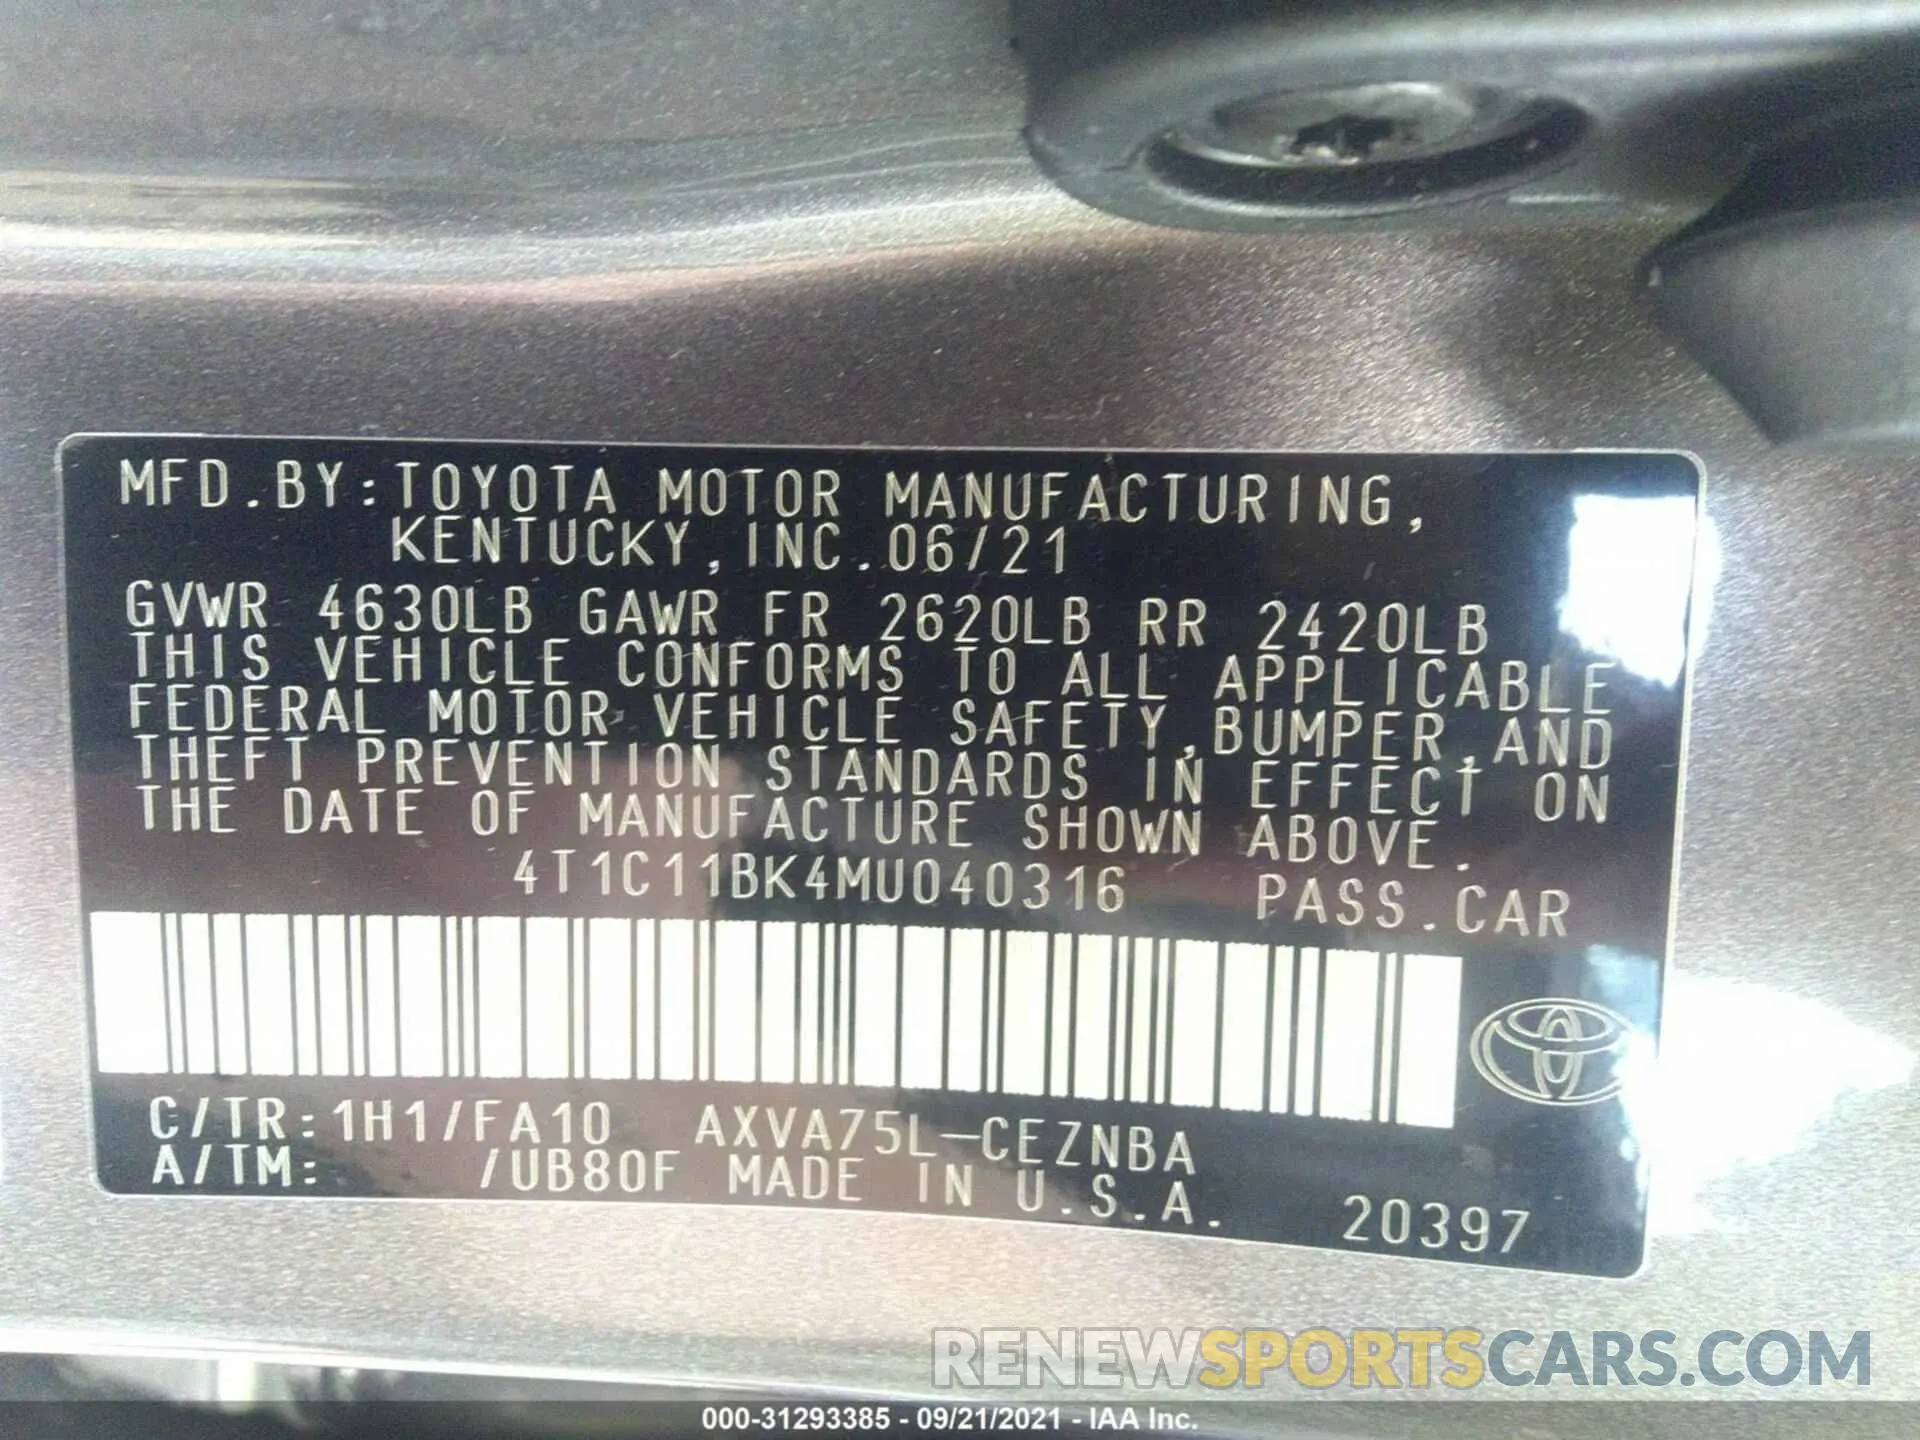 MFD.BY:TOYOTA MOTOR MANUFACTURING,
KENTUCKY,INC.06/21
GVWR 4630LB GAWR FR 2620LB RR 2420LB
THIS VEHICLE CONFORMS TO ALL APPLICABLE
FEDERAL MOTOR VEHICLE SAFETY,BUMPER,AND
THEFT PREVENTION STANDARDS IN EFFECT ON
THE DATE OF MANUFACTURE SHOWN ABOVE.
4T1C11BK4MU040316 PASS.CAR
C/TR:1H1/FA10 AXVA75L-CEZNBA
A/TM: /UB80F MADE IN U.S.A. 20397
RENEWSPORTSCARS.COM
000-31293385 - 09/21/2021 - IAA Inc.